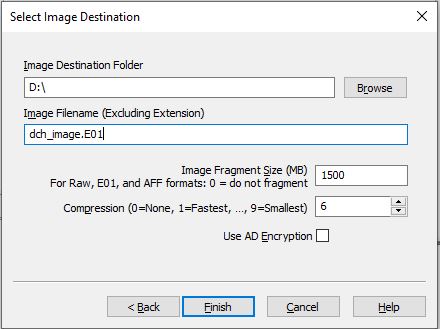 Select Image Destination
Image Destination Folder
D:\
Browse
Image Filename (Excluding Extension)
dch_image.E01
Image Fragment Size (MB)
1500
For Raw, E01, and AFF formats: 0 = do not fragment
Compression (0=None, 1=Fastest, ..., 9=Smallest)
6
Use AD Encryption
< Back
Finish
Cancel
Help